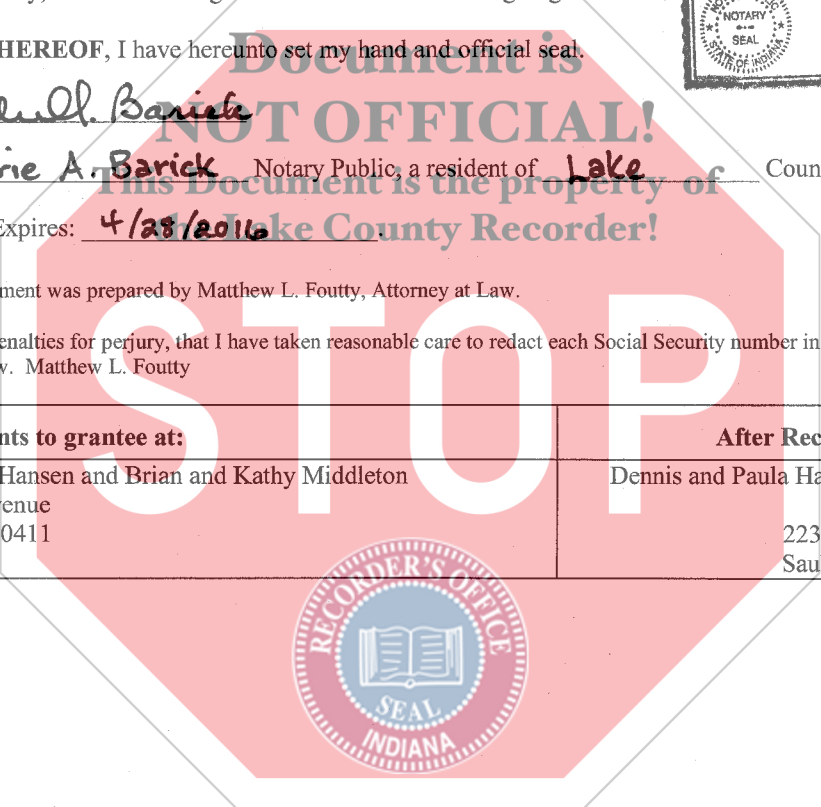 NOTARY
SEAL
STATE OF INDIANA
HEREOF, I have hereunto set my hand and official seal.
Document is
Barick
NOT OFFICIAL!
rie A. Barick Notary Public, a resident of Lake Coun
This Document is the property of
Expires: 4/28/2016.
the Lake County Recorder!
ment was prepared by Matthew L. Foutty, Attorney at Law.
enalties for perjury, that I have taken reasonable care to redact each Social Security number in
w. Matthew L. Foutty
STOP
nts to grantee at:
After Rec
Hansen and Brian and Kathy Middleton
Dennis and Paula Ha
enue
0411
223
Sau
RECORDER'S OFFICE
SEAL
INDIANA